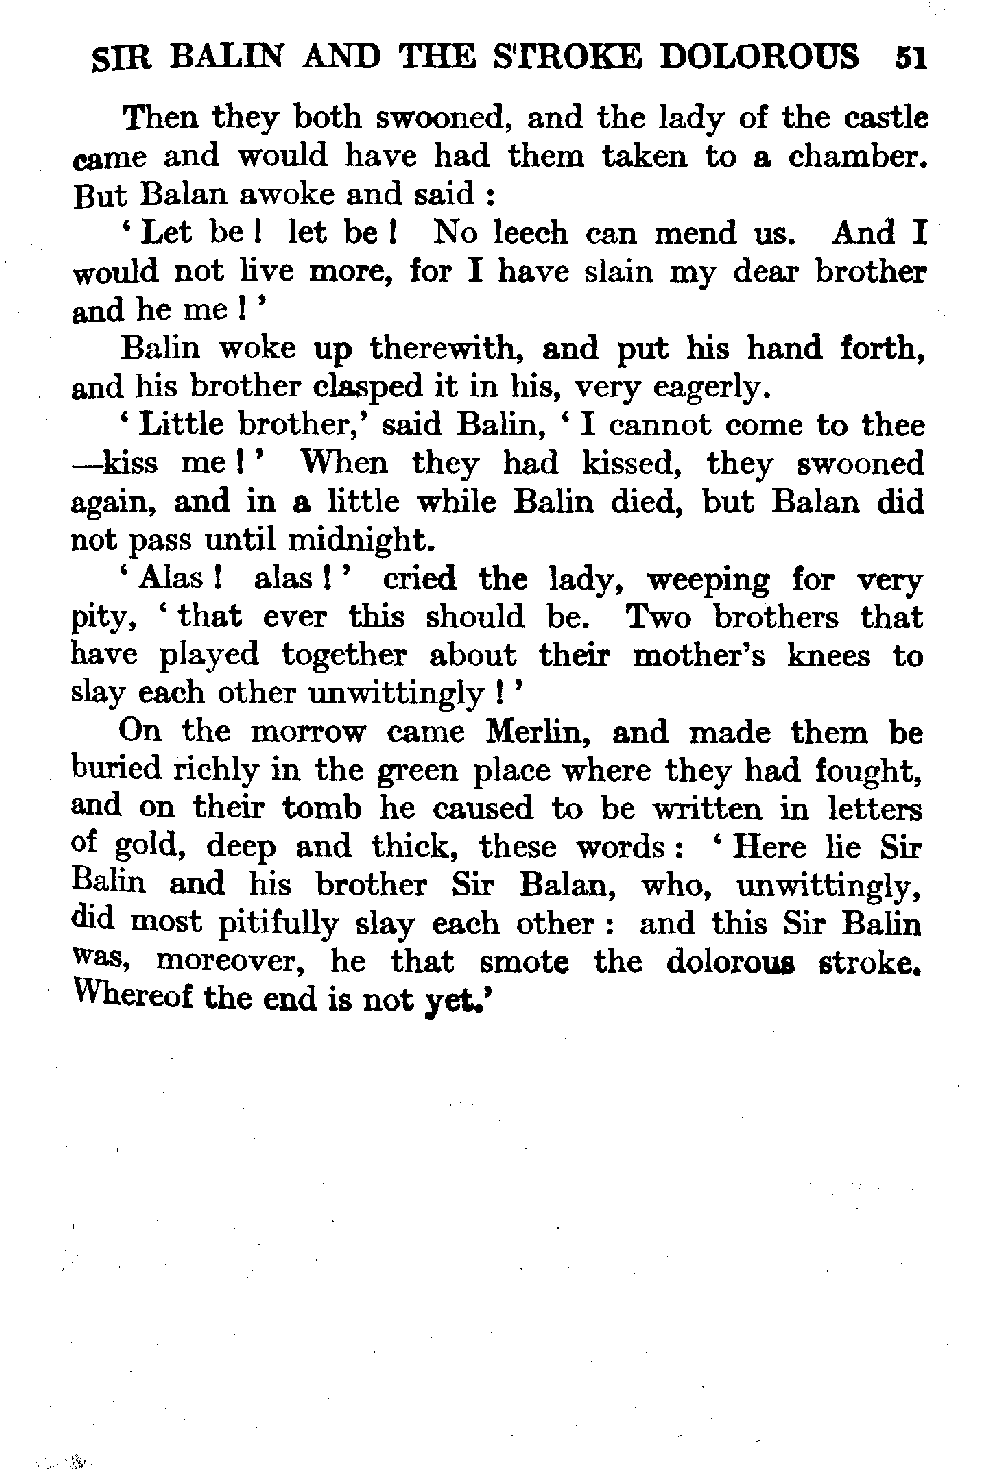 SIR BALIN AND THE STROKE DOLOROUS 51
Then they both swooned, and the lady of the castle
came and would have had them taken to a chamber.
But Balan awoke and said :
‘ Let be ! let be ! No leech can mend us. And I
would not live more, for I have slain my dear brother
and he me ! ’
Balin woke up therewith, and put his hand forth,
and his brother clasped it in his, very eagerly.
‘ Little brother,’ said Balin, ‘ I cannot come to thee
—kiss me ! ’ When they had kissed, they swooned
again, and in a little while Balin died, but Balan did
not pass until midnight.
‘ Alas ! alas ! ’ cried the lady, weeping for very
pity, ‘ that ever this should be. Two brothers that
have played together about their mother’s knees to
slay each other unwittingly ! ’
On the morrow came Merlin, and made them be
buried richly in the green place where they had fought,
and on their tomb he caused to be written in letters
of gold, deep and thick, these words : ‘ Here lie Sir
Balin and his brother Sir Balan, who, unwittingly,
did most pitifully slay each other : and this Sir Balin
was, moreover, he that smote the dolorous stroke.
Whereof the end is not yet.’